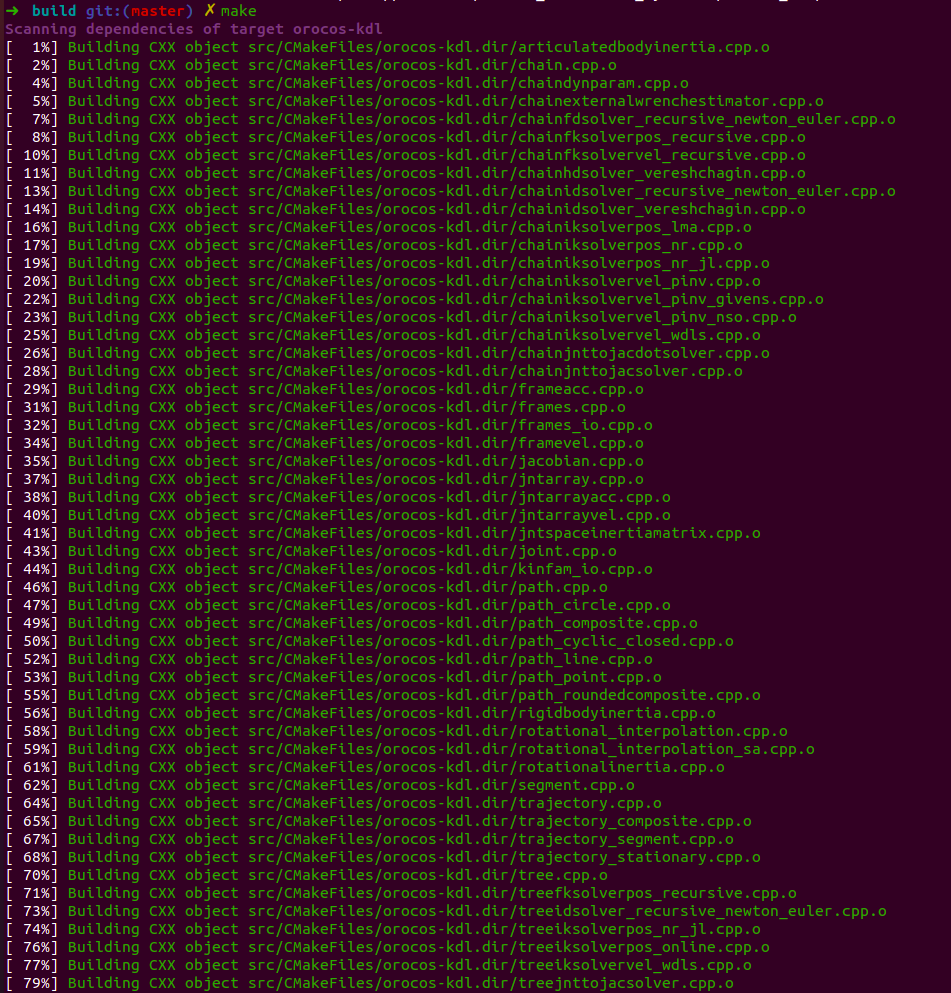 ➜ build git:(master) ✗ make
Scanning dependencies of target orocos-kdl
[  1%] Building CXX object src/CMakeFiles/orocos-kdl.dir/articulatedbodyinertia.cpp.o
[  2%] Building CXX object src/CMakeFiles/orocos-kdl.dir/chain.cpp.o
[  4%] Building CXX object src/CMakeFiles/orocos-kdl.dir/chaindynparam.cpp.o
[  5%] Building CXX object src/CMakeFiles/orocos-kdl.dir/chainexternalwrenchestimator.cpp.o
[  7%] Building CXX object src/CMakeFiles/orocos-kdl.dir/chainfdsolver_recursive_newton_euler.cpp.o
[  8%] Building CXX object src/CMakeFiles/orocos-kdl.dir/chainfksolverpos_recursive.cpp.o
[ 10%] Building CXX object src/CMakeFiles/orocos-kdl.dir/chainfksolvervel_recursive.cpp.o
[ 11%] Building CXX object src/CMakeFiles/orocos-kdl.dir/chainhdsolver_vereshchagin.cpp.o
[ 13%] Building CXX object src/CMakeFiles/orocos-kdl.dir/chainidsolver_recursive_newton_euler.cpp.o
[ 14%] Building CXX object src/CMakeFiles/orocos-kdl.dir/chainidsolver_vereshchagin.cpp.o
[ 16%] Building CXX object src/CMakeFiles/orocos-kdl.dir/chainiksolverpos_lma.cpp.o
[ 17%] Building CXX object src/CMakeFiles/orocos-kdl.dir/chainiksolverpos_nr.cpp.o
[ 19%] Building CXX object src/CMakeFiles/orocos-kdl.dir/chainiksolverpos_nr_jl.cpp.o
[ 20%] Building CXX object src/CMakeFiles/orocos-kdl.dir/chainiksolvervel_pinv.cpp.o
[ 22%] Building CXX object src/CMakeFiles/orocos-kdl.dir/chainiksolvervel_pinv_givens.cpp.o
[ 23%] Building CXX object src/CMakeFiles/orocos-kdl.dir/chainiksolvervel_pinv_nso.cpp.o
[ 25%] Building CXX object src/CMakeFiles/orocos-kdl.dir/chainiksolvervel_wdls.cpp.o
[ 26%] Building CXX object src/CMakeFiles/orocos-kdl.dir/chainjnttojacdotsolver.cpp.o
[ 28%] Building CXX object src/CMakeFiles/orocos-kdl.dir/chainjnttojacsolver.cpp.o
[ 29%] Building CXX object src/CMakeFiles/orocos-kdl.dir/frameacc.cpp.o
[ 31%] Building CXX object src/CMakeFiles/orocos-kdl.dir/frames.cpp.o
[ 32%] Building CXX object src/CMakeFiles/orocos-kdl.dir/frames_io.cpp.o
[ 34%] Building CXX object src/CMakeFiles/orocos-kdl.dir/framevel.cpp.o
[ 35%] Building CXX object src/CMakeFiles/orocos-kdl.dir/jacobian.cpp.o
[ 37%] Building CXX object src/CMakeFiles/orocos-kdl.dir/jntarray.cpp.o
[ 38%] Building CXX object src/CMakeFiles/orocos-kdl.dir/jntarrayacc.cpp.o
[ 40%] Building CXX object src/CMakeFiles/orocos-kdl.dir/jntarrayvel.cpp.o
[ 41%] Building CXX object src/CMakeFiles/orocos-kdl.dir/jntspaceinertiamatrix.cpp.o
[ 43%] Building CXX object src/CMakeFiles/orocos-kdl.dir/joint.cpp.o
[ 44%] Building CXX object src/CMakeFiles/orocos-kdl.dir/kinfam_io.cpp.o
[ 46%] Building CXX object src/CMakeFiles/orocos-kdl.dir/path.cpp.o
[ 47%] Building CXX object src/CMakeFiles/orocos-kdl.dir/path_circle.cpp.o
[ 49%] Building CXX object src/CMakeFiles/orocos-kdl.dir/path_composite.cpp.o
[ 50%] Building CXX object src/CMakeFiles/orocos-kdl.dir/path_cyclic_closed.cpp.o
[ 52%] Building CXX object src/CMakeFiles/orocos-kdl.dir/path_line.cpp.o
[ 53%] Building CXX object src/CMakeFiles/orocos-kdl.dir/path_point.cpp.o
[ 55%] Building CXX object src/CMakeFiles/orocos-kdl.dir/path_roundedcomposite.cpp.o
[ 56%] Building CXX object src/CMakeFiles/orocos-kdl.dir/rigidbodyinertia.cpp.o
[ 58%] Building CXX object src/CMakeFiles/orocos-kdl.dir/rotational_interpolation.cpp.o
[ 59%] Building CXX object src/CMakeFiles/orocos-kdl.dir/rotational_interpolation_sa.cpp.o
[ 61%] Building CXX object src/CMakeFiles/orocos-kdl.dir/rotationalinertia.cpp.o
[ 62%] Building CXX object src/CMakeFiles/orocos-kdl.dir/segment.cpp.o
[ 64%] Building CXX object src/CMakeFiles/orocos-kdl.dir/trajectory.cpp.o
[ 65%] Building CXX object src/CMakeFiles/orocos-kdl.dir/trajectory_composite.cpp.o
[ 67%] Building CXX object src/CMakeFiles/orocos-kdl.dir/trajectory_segment.cpp.o
[ 68%] Building CXX object src/CMakeFiles/orocos-kdl.dir/trajectory_stationary.cpp.o
[ 70%] Building CXX object src/CMakeFiles/orocos-kdl.dir/tree.cpp.o
[ 71%] Building CXX object src/CMakeFiles/orocos-kdl.dir/treefksolverpos_recursive.cpp.o
[ 73%] Building CXX object src/CMakeFiles/orocos-kdl.dir/treeidsolver_recursive_newton_euler.cpp.o
[ 74%] Building CXX object src/CMakeFiles/orocos-kdl.dir/treeiksolverpos_nr_jl.cpp.o
[ 76%] Building CXX object src/CMakeFiles/orocos-kdl.dir/treeiksolverpos_online.cpp.o
[ 77%] Building CXX object src/CMakeFiles/orocos-kdl.dir/treeiksolvervel_wdls.cpp.o
[ 79%] Building CXX object src/CMakeFiles/orocos-kdl.dir/treejnttojacsolver.cpp.o